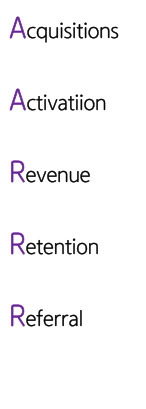 Acquisitions
Activatiion
Revenue
Retention
Referral